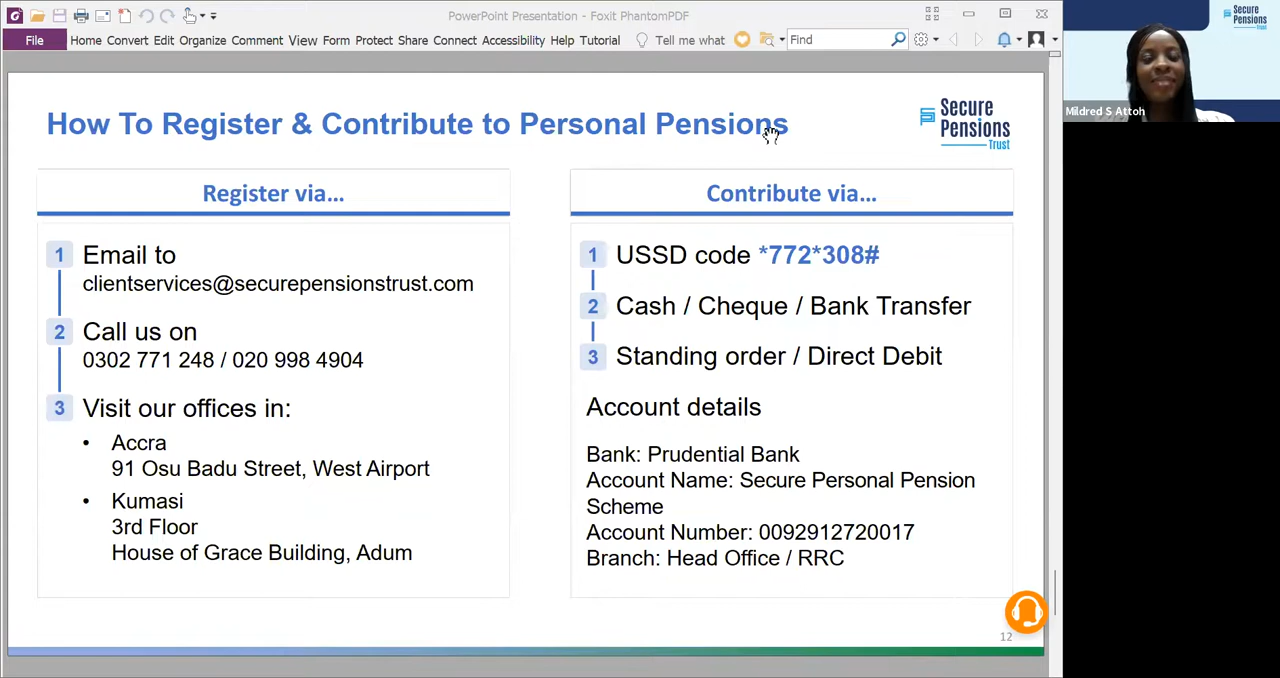 PowerPoint Presentation - Foxit PhantomPDF
File Home Convert Edit Organize Comment View Form Protect Share Connect Accessibility Help Tutorial Tell me what Find
Secure
Pensions
Trust
Mildred S Attoh
How To Register & Contribute to Personal Pensions
Secure
Pensions
Trust
Register via...
1 Email to
clientservices@securepensionstrust.com
2 Call us on
0302 771 248 / 020 998 4904
3 Visit our offices in:
• Accra
91 Osu Badu Street, West Airport
• Kumasi
3rd Floor
House of Grace Building, Adum
Contribute via...
1 USSD code *772*308#
2 Cash / Cheque / Bank Transfer
3 Standing order / Direct Debit
Account details
Bank: Prudential Bank
Account Name: Secure Personal Pension
Scheme
Account Number: 0092912720017
Branch: Head Office / RRC
12